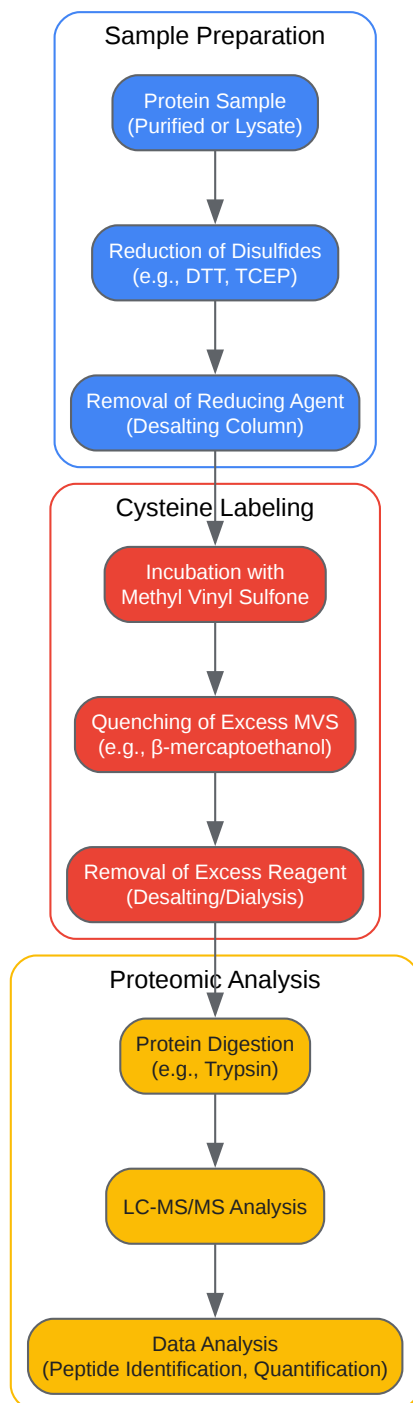 Sample Preparation
Protein Sample
(Purified or Lysate)
Reduction of Disulfides
(e.g., DTT, TCEP)
Removal of Reducing Agent
(Desalting Column)
Cysteine Labeling
Incubation with
Methyl Vinyl Sulfone
Quenching of Excess MVS
(e.g., β-mercaptoethanol)
Removal of Excess Reagent
(Desalting/Dialysis)
Proteomic Analysis
Protein Digestion
(e.g., Trypsin)
LC-MS/MS Analysis
Data Analysis
(Peptide Identification, Quantification)